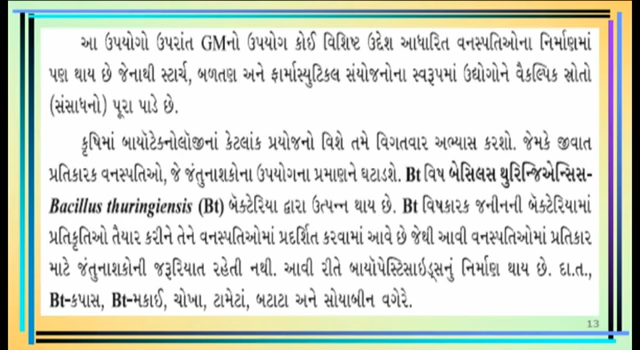 આ ઉપયોગો ઉપરાંત GMનો ઉપયોગ કોઈ વિશિષ્ટ ઉદેશ આધારિત વનસ્પતિઓના નિર્માણમાં
પણ થાય છે જેનાથી સ્ટાર્ચ, બળતણ અને ફાર્માસ્યુટિકલ સંયોજનોના સ્વરૂપમાં ઉદ્યોગોને વૈકલ્પિક સ્રોતો
(સંસાધનો) પૂરા પાડે છે.
કૃષિમાં બાયૉટેકનોલૉજીનાં કેટલાંક પ્રયોજનો વિશે તમે વિગતવાર અભ્યાસ કરશો. જેમકે જીવાત
પ્રતિકારક વનસ્પતિઓ, જે જંતુનાશકોના ઉપયોગના પ્રમાણને ઘટાડશે. Bt વિષ બેસિલસ થુરિન્જિએન્સિસ-
Bacillus thuringiensis (Bt) બૅક્ટેરિયા દ્વારા ઉત્પન્ન થાય છે. Bt વિષકારક જનીનની બૅક્ટેરિયામાં
પ્રતિકૃતિઓ તૈયાર કરીને તેને વનસ્પતિઓમાં પ્રદર્શિત કરવામાં આવે છે જેથી આવી વનસ્પતિઓમાં પ્રતિકાર
માટે જંતુનાશકોની જરૂરિયાત રહેતી નથી. આવી રીતે બાયૉપેસ્ટિસાઇડ્સનું નિર્માણ થાય છે. દા.ત.,
Bt-કપાસ, Bt-મકાઈ, ચોખા, ટામેટાં, બટાટા અને સોયાબીન વગેરે.
13